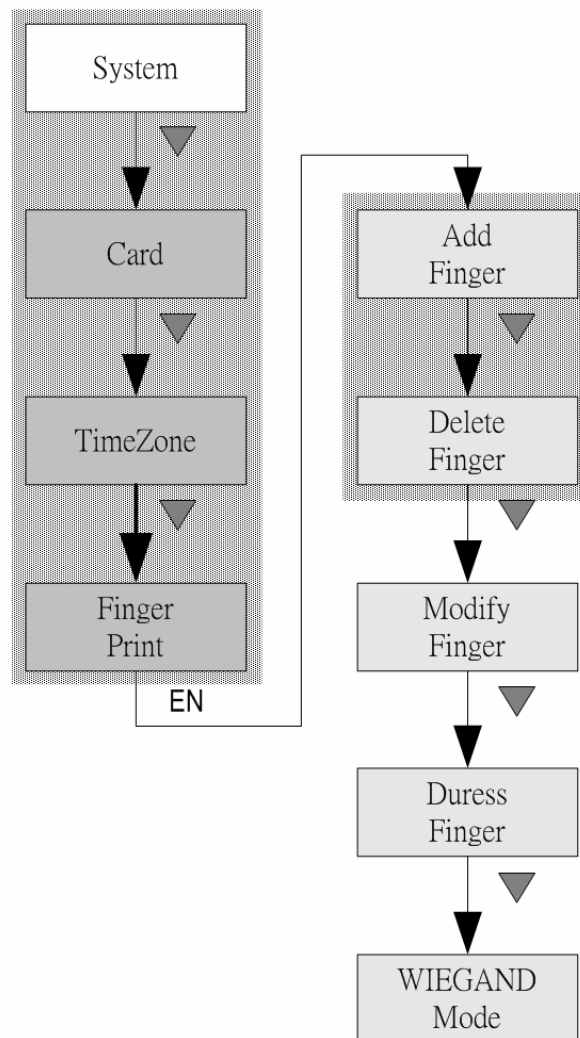 System
Card
TimeZone
Finger
Print
EN
Add
Finger
Delete
Finger
Modify
Finger
Duress
Finger
WIEGAND
Mode